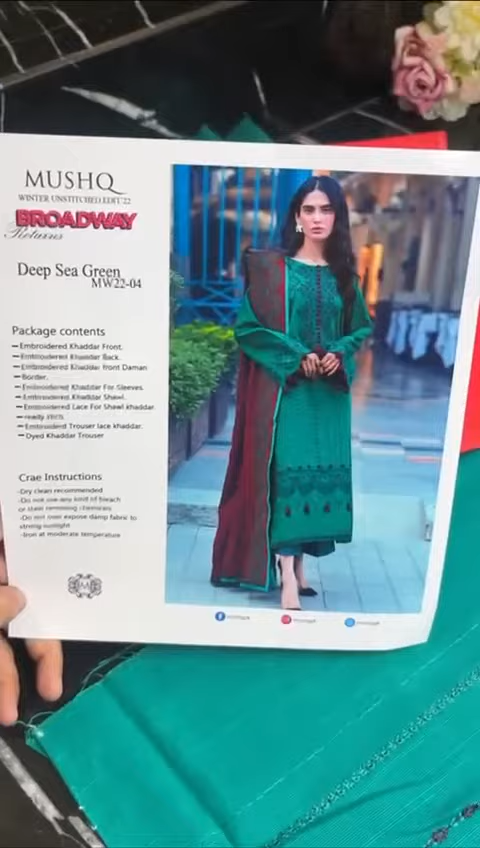 MUSHQ
WINTER UNSTITCHED EDIT'22
BROADWAY
Returns
Deep Sea Green
MW22-04
Package contents
Embroidered Khaddar Front.
Embroidered Khaddar Back.
Embroidered Khaddar front Daman
Border.
Embroidered Khaddar For Sleeves.
Embroidered Khaddar Shawl.
Embroidered Lace For Shawl khaddar.
ready
Embroiderd Trouser lace khaddar.
Dyed Khaddar Trouser
Crae Instructions
-Dry clean recommended
-Do not use any kind of bleach
or stain removing chemicals
-Do not over expose damp fabric to
strong sunlight
-Iron at moderate temperature